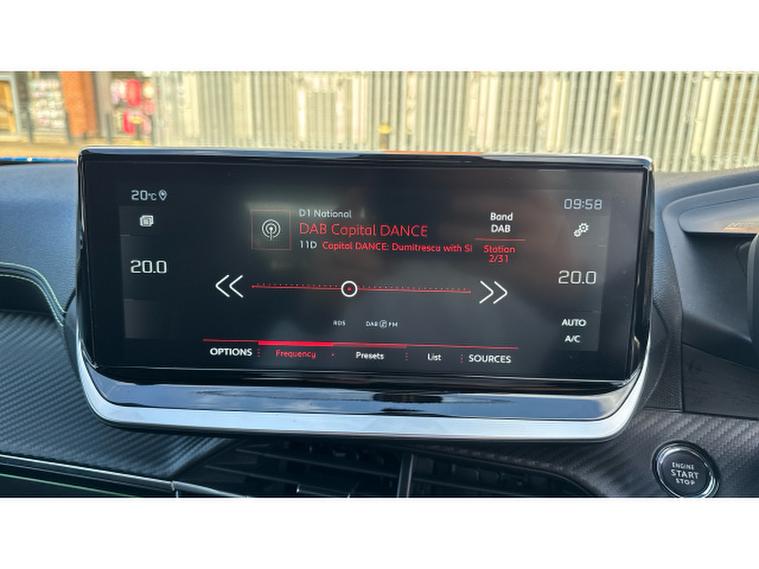 20°C
09:58
D1 National
DAB Capital DANCE
11D Capital DANCE: Dumitrescu with SI
Band
DAB
Station
2/31
20.0
20.0
RDS
DAB FM
AUTO
A/C
OPTIONS
Frequency
Presets
List
SOURCES
ENGINE
START
STOP